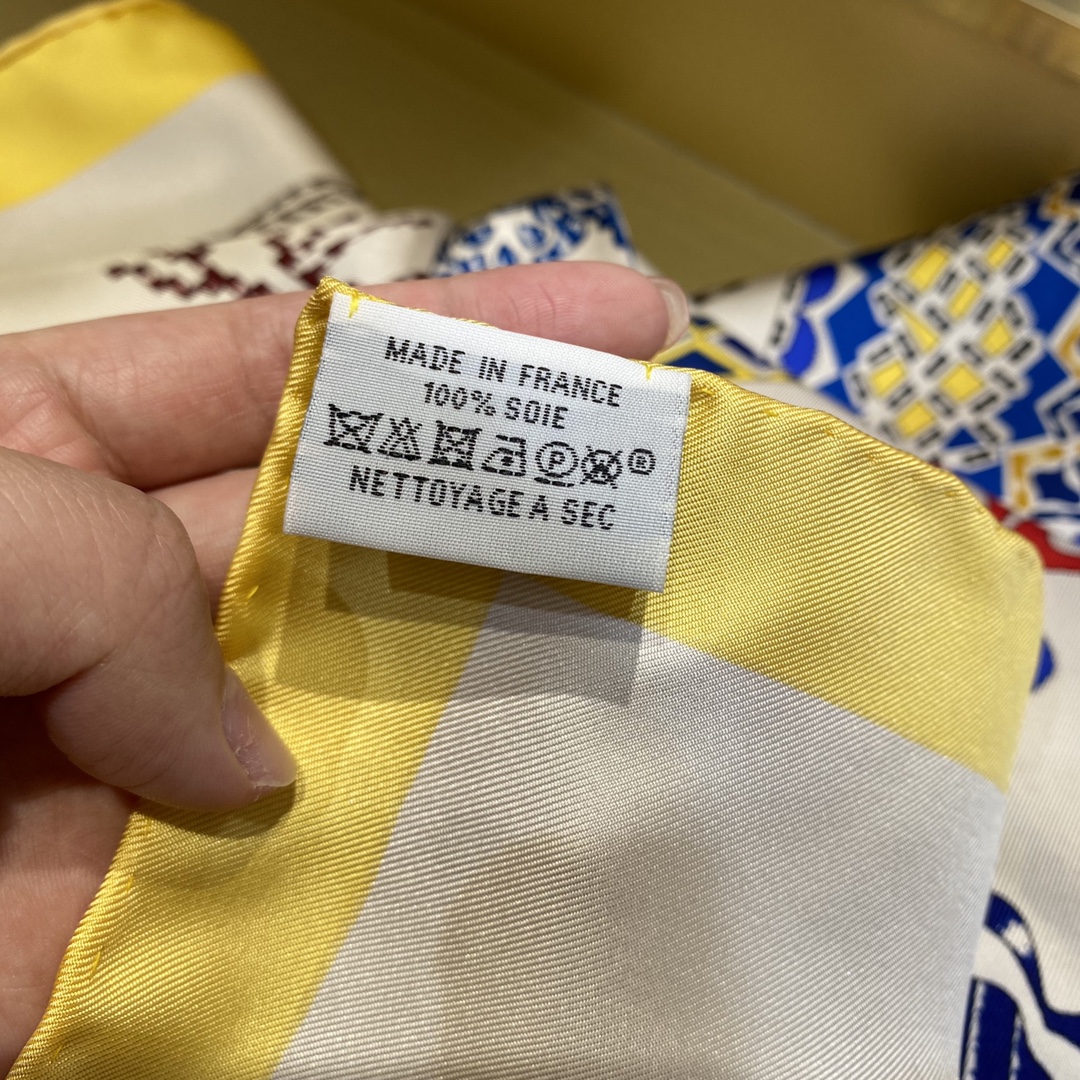 MADE IN FRANCE
100% SOIE
P ®
NETTOYAGE A SEC